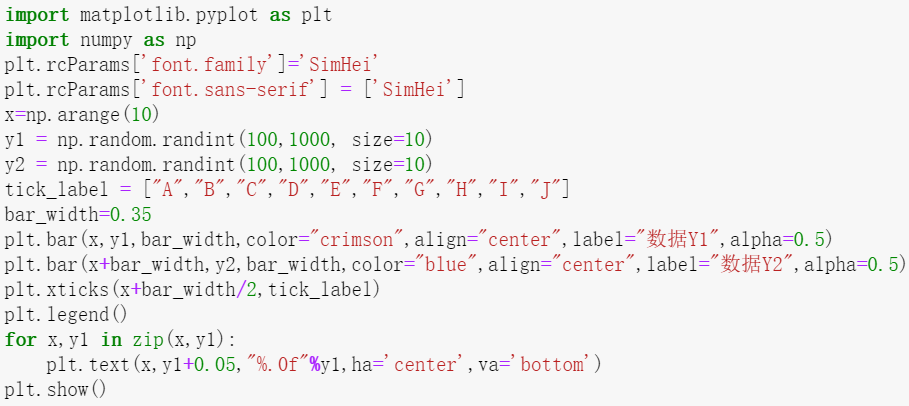 import matplotlib.pyplot as plt
import numpy as np
plt.rcParams['font.family']='SimHei'
plt.rcParams['font.sans-serif'] = ['SimHei']
x=np.arange(10)
y1 = np.random.randint(100,1000, size=10)
y2 = np.random.randint(100,1000, size=10)
tick_label = ["A","B","C","D","E","F","G","H","I","J"]
bar_width=0.35
plt.bar(x,y1,bar_width,color="crimson",align="center",label="数据Y1",alpha=0.5)
plt.bar(x+bar_width,y2,bar_width,color="blue",align="center",label="数据Y2",alpha=0.5)
plt.xticks(x+bar_width/2,tick_label)
plt.legend()
for x,y1 in zip(x,y1):
    plt.text(x,y1+0.05,"%.0f"%y1,ha='center',va='bottom')
plt.show()